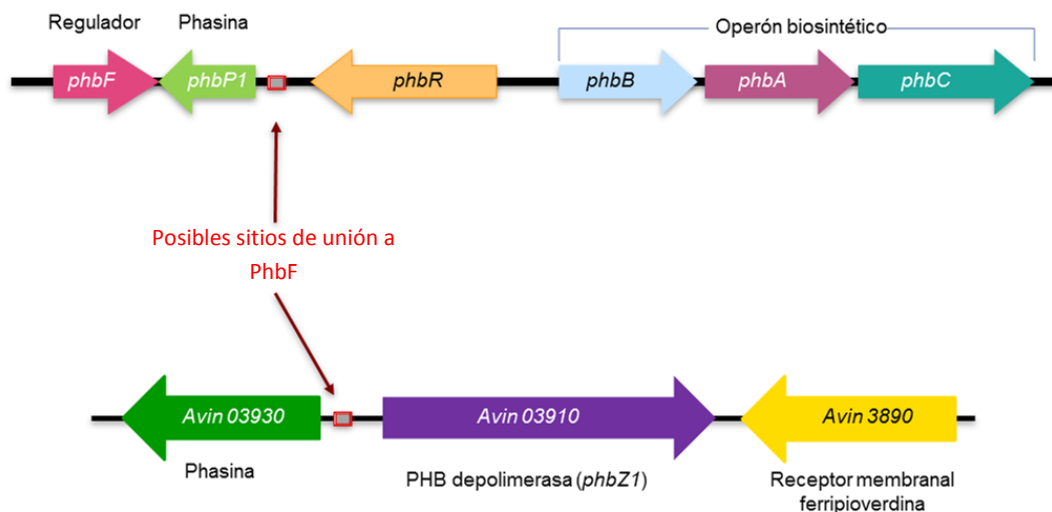 Regulador
Phasina
Operón biosintético
phbF
phbP1
phbR
phbB
phbA
phbC
Posibles sitios de unión a
PhbF
Avin 03930
Avin 03910
Avin 3890
Phasina
PHB depolimerasa (phbZ1)
Receptor membranal
ferripioverdina